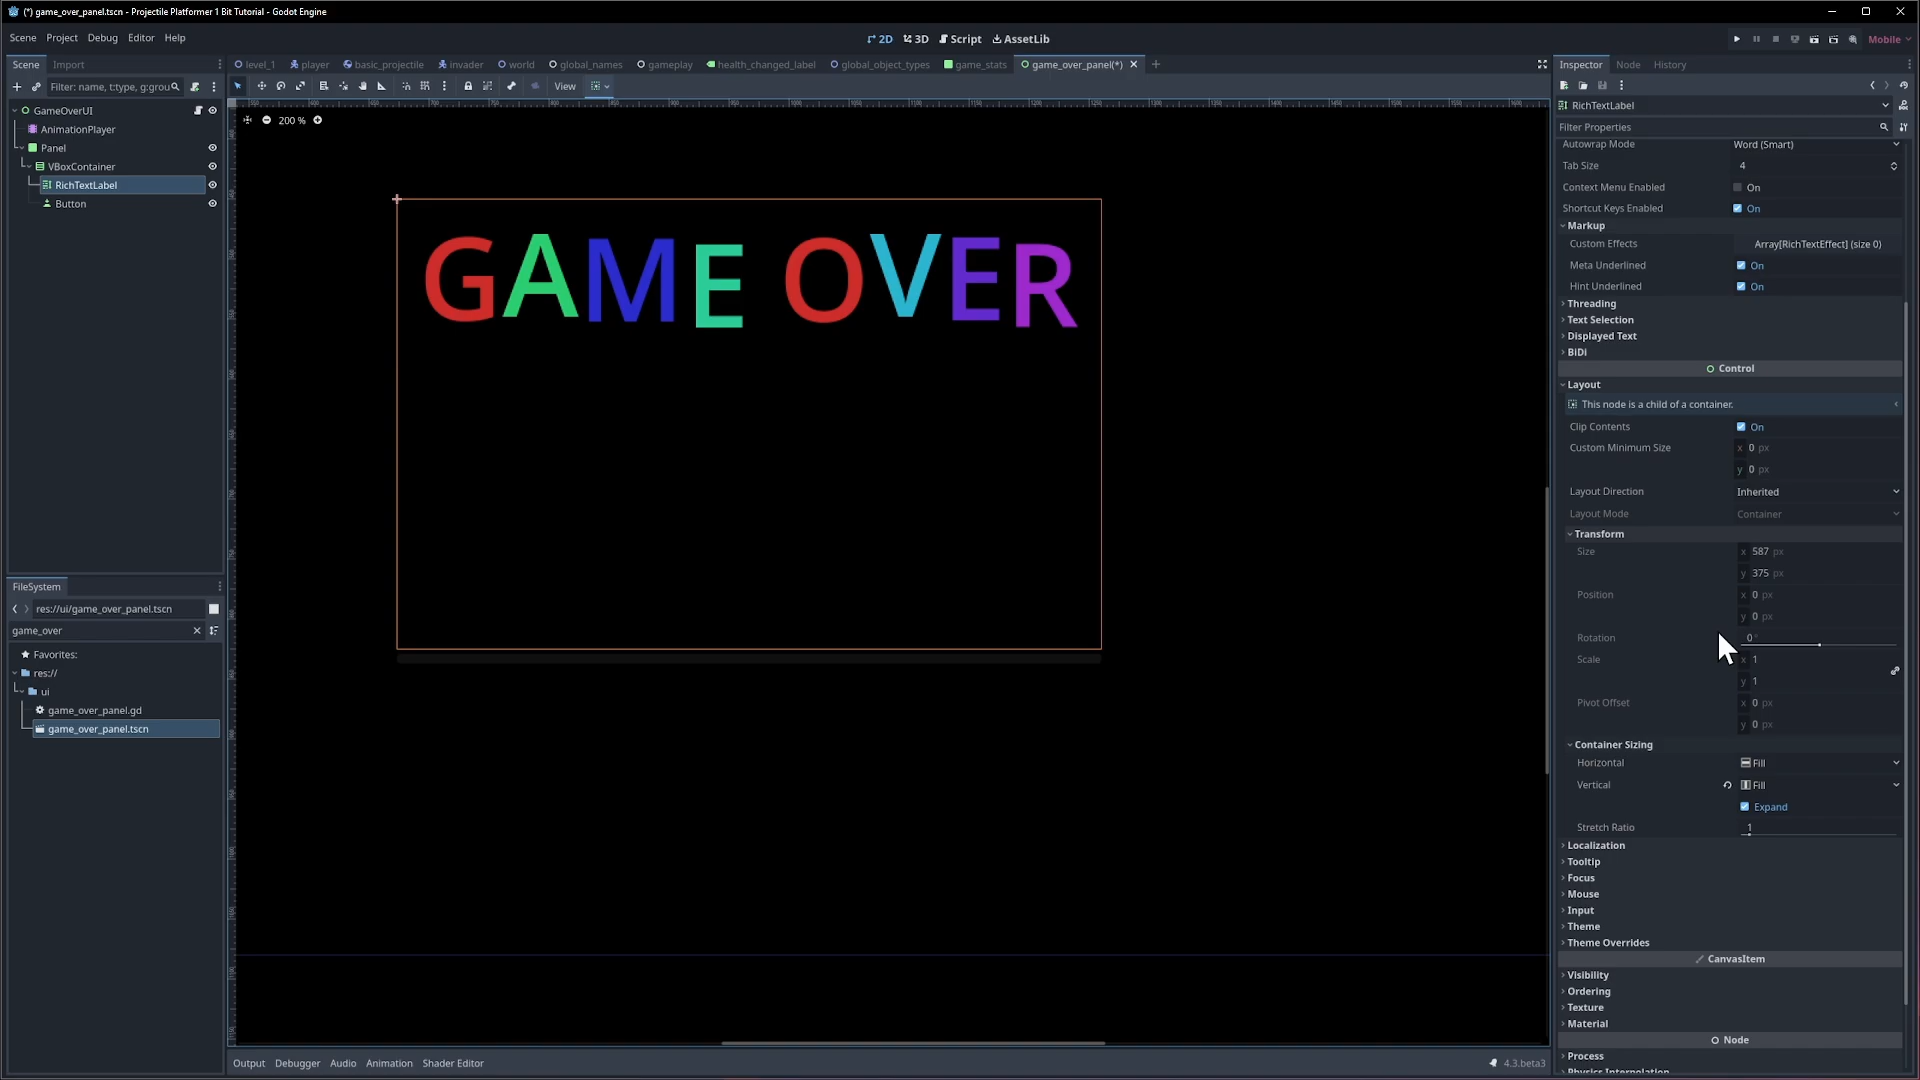 (*) game_over_panel.tscn - Projectile Platformer 1 Bit Tutorial - Godot Engine
Scene Project Debug Editor Help
2D 3D Script AssetLib
Mobile
Scene Import
level_1 player basic_projectile invader world global_names gameplay health_changed_label global_object_types game_stats game_over_panel(*)
Inspector Node History
Filter: name, t:type, g:grou
View
200 %
GameOverUI
AnimationPlayer
Panel
VBoxContainer
RichTextLabel
Button
GAME OVER
FileSystem
res://ui/game_over_panel.tscn
game_over
Favorites:
res://
ui
game_over_panel.gd
game_over_panel.tscn
Output Debugger Audio Animation Shader Editor
4.3.beta3
RichTextLabel
Filter Properties
Autowrap Mode Word (Smart)
Tab Size 4
Context Menu Enabled On
Shortcut Keys Enabled On
Markup
Custom Effects Array[RichTextEffect] (size 0)
Meta Underlined On
Hint Underlined On
Threading
Text Selection
Displayed Text
BiDi
Control
Layout
This node is a child of a container.
Clip Contents On
Custom Minimum Size x 0 px
y 0 px
Layout Direction Inherited
Layout Mode Container
Transform
Size x 587 px
y 375 px
Position x 0 px
y 0 px
Rotation 0 °
Scale x 1
y 1
Pivot Offset x 0 px
y 0 px
Container Sizing
Horizontal Fill
Vertical Fill
Expand
Stretch Ratio 1
Localization
Tooltip
Focus
Mouse
Input
Theme
Theme Overrides
CanvasItem
Visibility
Ordering
Texture
Material
Node
Process
Physics Interpolation